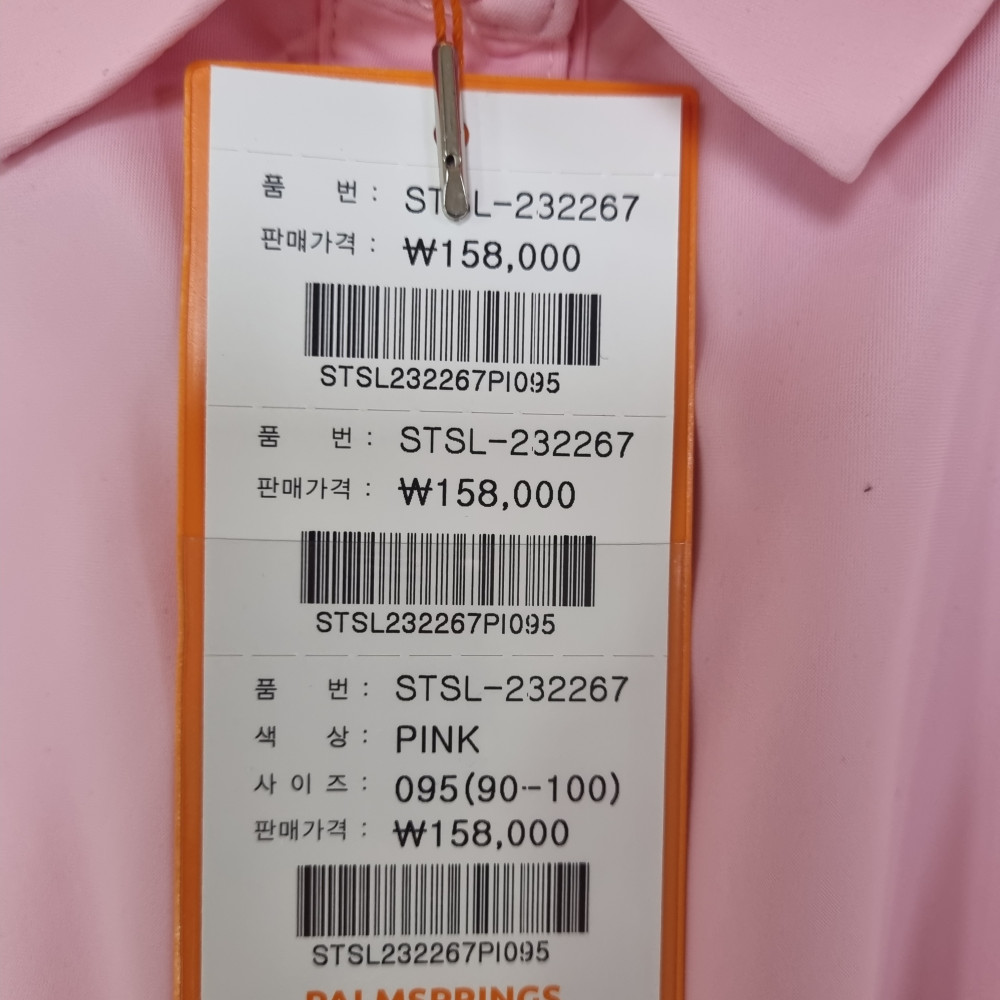 품 번 : STSL-232267
판매가격 : ₩158,000
STSL232267PI095
품 번 : STSL-232267
판매가격 : ₩158,000
STSL232267PI095
품 번 : STSL-232267
색 상 : PINK
사 이 즈 : 095(90--100)
판매가격 : ₩158,000
STSL232267PI095
PALMSPRINGS